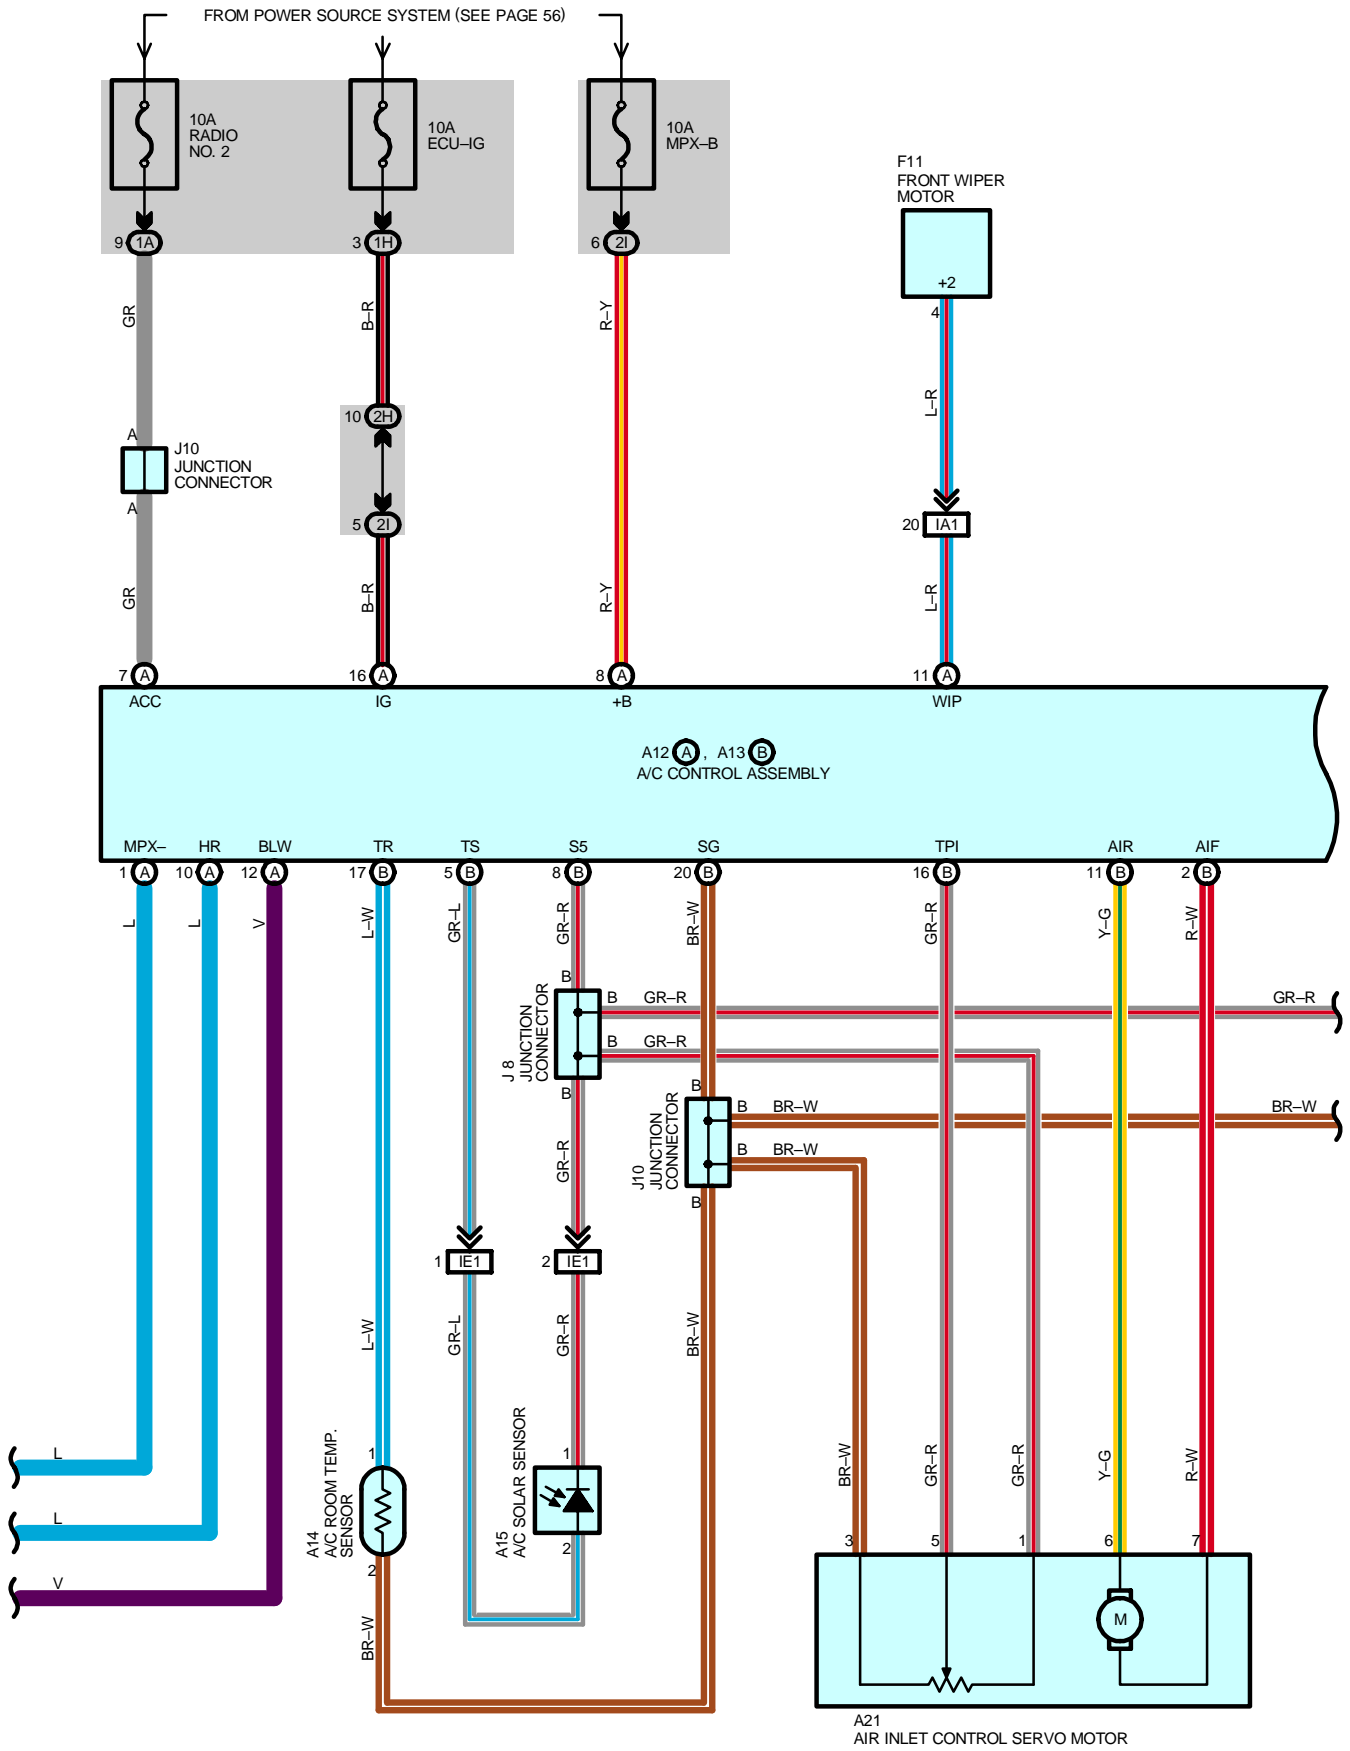 FROM POWER SOURCE SYSTEM (SEE PAGE 56)
10A
RADIO
NO. 2
10A
ECU–IG
10A
MPX–B
F11
FRONT WIPER
MOTOR
9 1A
3 1H
6 2I
+2
4
GR
B–R
R–Y
L–R
10 2H
A
J10
JUNCTION
CONNECTOR
A
5 2I
20 IA1
GR
B–R
R–Y
L–R
7 A
16 A
8 A
11 A
ACC
IG
+B
WIP
A12 A , A13 B
A/C CONTROL ASSEMBLY
MPX–
HR
BLW
TR
TS
S5
SG
TPI
AIR
AIF
1 A
10 A
12 A
17 B
5 B
8 B
20 B
16 B
11 B
2 B
L
L
V
L–W
GR–L
GR–R
BR–W
GR–R
Y–G
R–W
B
J 8
JUNCTION
CONNECTOR
B GR–R
GR–R
B GR–R
B
B
J10
JUNCTION
CONNECTOR
B BR–W
BR–W
B BR–W
B
GR–R
1 IE1
2 IE1
L–W
GR–L
GR–R
BR–W
L
L
V
1
A14
A/C ROOM TEMP.
SENSOR
2
1
A15
A/C SOLAR SENSOR
2
BR–W
BR–W
GR–R
GR–R
Y–G
R–W
3
5
1
6
7
M
A21
AIR INLET CONTROL SERVO MOTOR